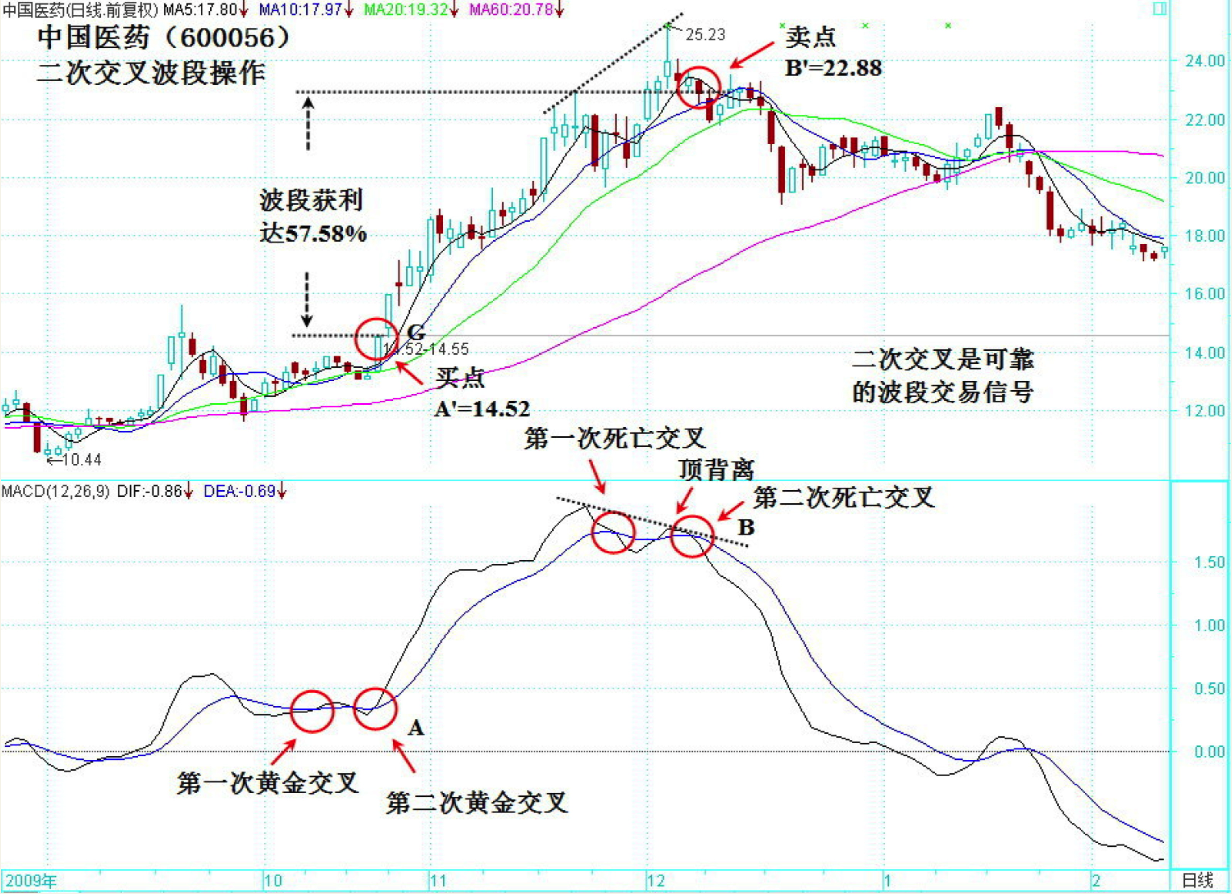 中国医药(日线.前复权) MA5:17.80↓ MA10:17.97↓ MA20:19.32↓ MA60:20.78↓
中国医药（600056）
二次交叉波段操作
25.23
卖点
B'=22.88
24.00
22.00
波段获利
达57.58%
20.00
18.00
16.00
G
14.52-14.55
14.00
买点
A'=14.52
二次交叉是可靠
的波段交易信号
12.00
←10.44
第一次死亡交叉
顶背离
第二次死亡交叉
B
MACD(12,26,9) DIF:-0.86↓ DEA:-0.69↓
1.50
1.00
0.50
0.00
A
第一次黄金交叉
第二次黄金交叉
2009年 10 11 12 1 2 日线